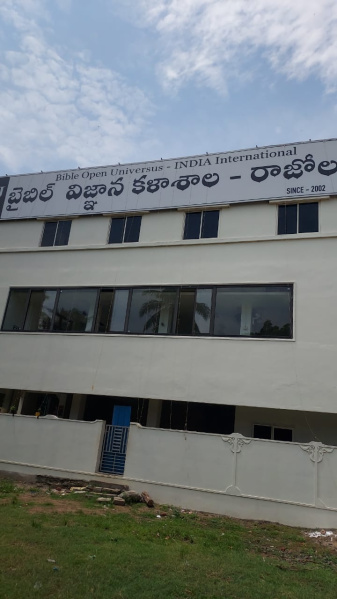 Bible Open Universus - INDIA International
బైబిల్ విజ్ఞాన కళాశాల - రాజోల
SINCE - 2002